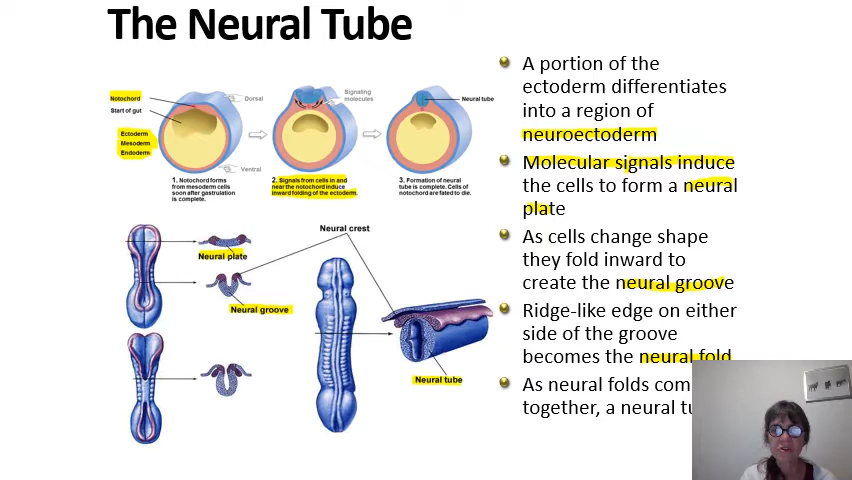 The Neural Tube
Notochord
Start of gut
Ectoderm
Mesoderm
Endoderm
Dorsal
Ventral
Signaling
molecules
Neural tube
1. Notochord forms
from mesoderm cells
soon after gastrulation
is complete.
2. Signals from cells in and
near the notochord induce
inward folding of the ectoderm.
3. Formation of neural
tube is complete. Cells of
notochord are fated to die.
Neural crest
Neural plate
Neural groove
Neural tube
A portion of the
ectoderm differentiates
into a region of
neuroectoderm
Molecular signals induce
the cells to form a neural
plate
As cells change shape
they fold inward to
create the neural groove
Ridge-like edge on either
side of the groove
becomes the neural fold
As neural folds com
together, a neural tu